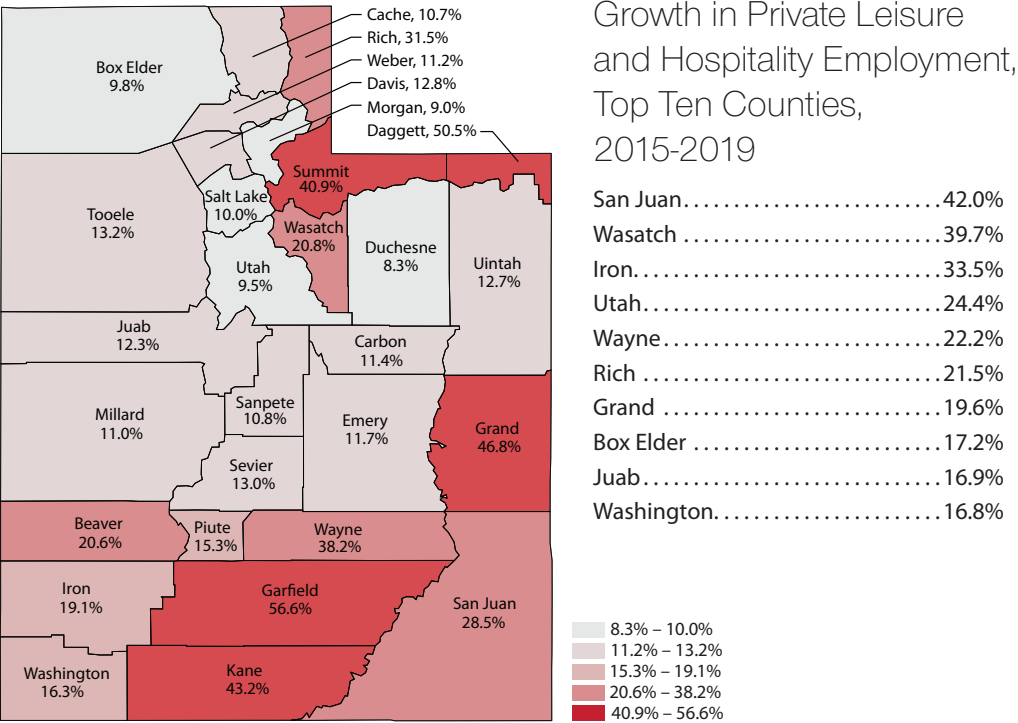 Cache, 10.7%
Rich, 31.5%
Weber, 11.2%
Davis, 12.8%
Morgan, 9.0%
Daggett, 50.5%
Box Elder
9.8%
Summit
40.9%
Salt Lake
10.0%
Tooele
13.2%
Wasatch
20.8%
Duchesne
8.3%
Uintah
12.7%
Utah
9.5%
Juab
12.3%
Carbon
11.4%
Sanpete
10.8%
Millard
11.0%
Emery
11.7%
Grand
46.8%
Sevier
13.0%
Beaver
20.6%
Piute
15.3%
Wayne
38.2%
Iron
19.1%
Garfield
56.6%
San Juan
28.5%
Washington
16.3%
Kane
43.2%
Growth in Private Leisure
and Hospitality Employment,
Top Ten Counties,
2015-2019
San Juan. . . . . . . . . . . . . . . . . . . . . . . . . . 42.0%
Wasatch . . . . . . . . . . . . . . . . . . . . . . . . . . 39.7%
Iron. . . . . . . . . . . . . . . . . . . . . . . . . . . . . . . 33.5%
Utah. . . . . . . . . . . . . . . . . . . . . . . . . . . . . . 24.4%
Wayne. . . . . . . . . . . . . . . . . . . . . . . . . . . . 22.2%
Rich . . . . . . . . . . . . . . . . . . . . . . . . . . . . . . 21.5%
Grand . . . . . . . . . . . . . . . . . . . . . . . . . . . . 19.6%
Box Elder . . . . . . . . . . . . . . . . . . . . . . . . . 17.2%
Juab. . . . . . . . . . . . . . . . . . . . . . . . . . . . . . 16.9%
Washington. . . . . . . . . . . . . . . . . . . . . . . 16.8%
8.3% – 10.0%
11.2% – 13.2%
15.3% – 19.1%
20.6% – 38.2%
40.9% – 56.6%